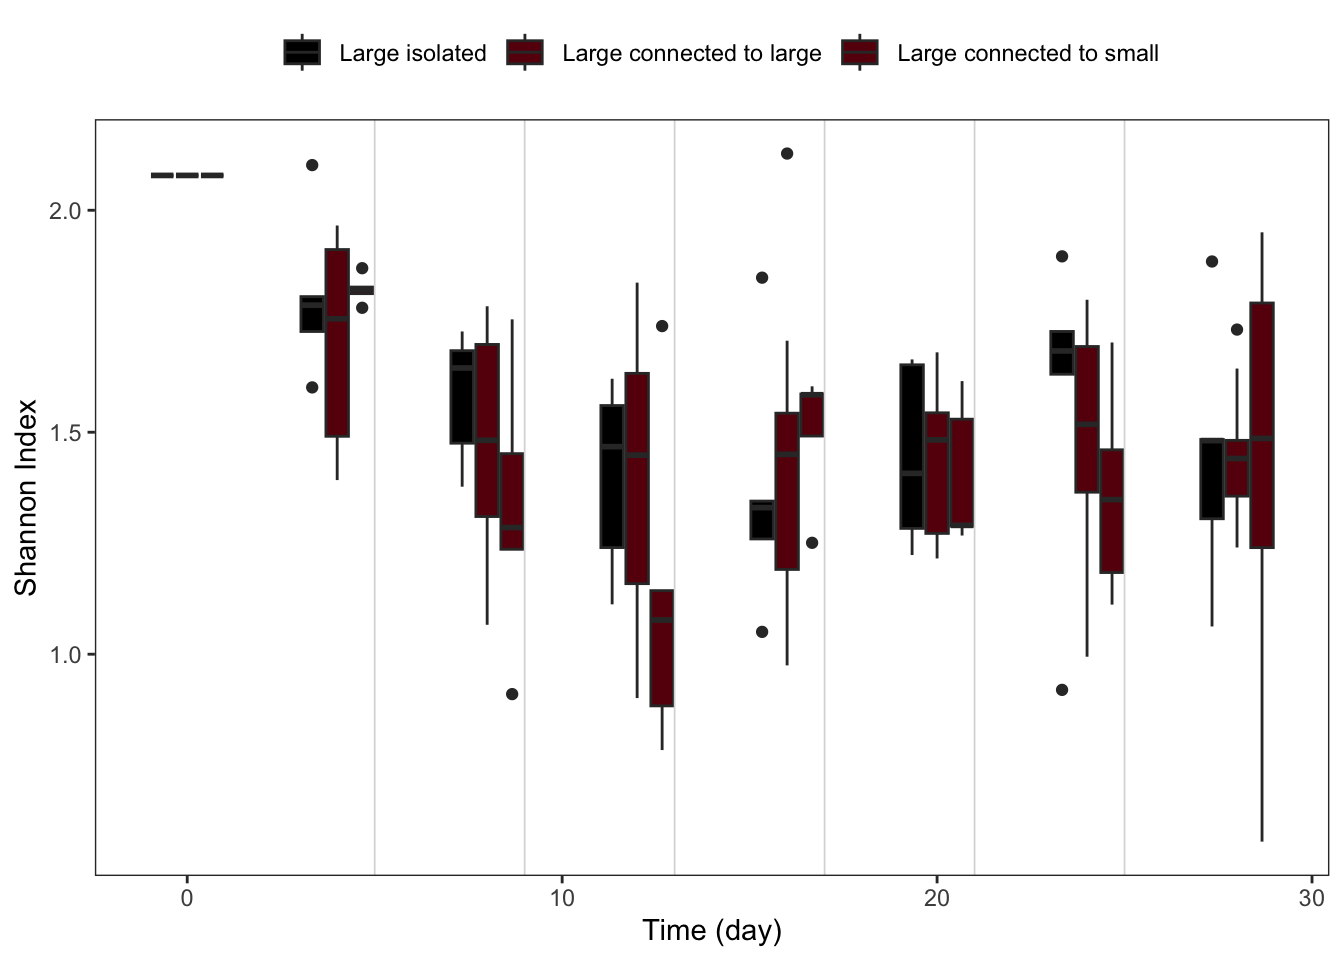 Large isolated Large connected to large Large connected to small
2.0
1.5
1.0
Shannon Index
0 10 20 30
Time (day)